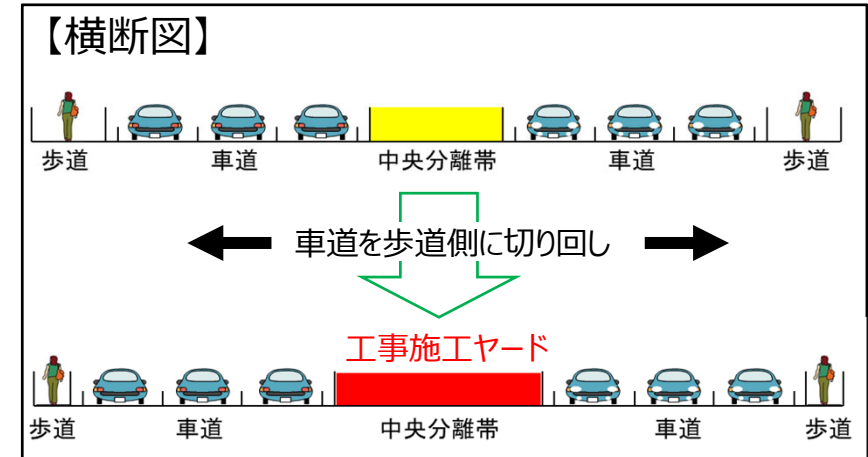 【横断図】
歩道 車道 中央分離帯 車道 歩道
車道を歩道側に切り回し
工事施工ヤード
歩道 車道 中央分離帯 車道 歩道